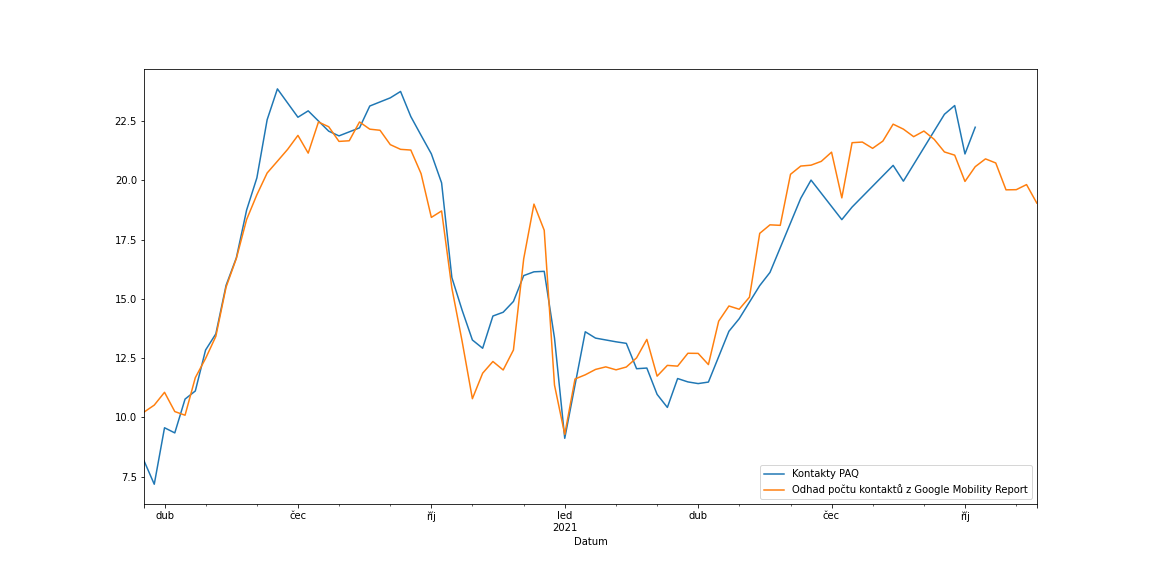 22.5
20.0
17.5
15.0
12.5
10.0
7.5
Kontakty PAQ
Odhad počtu kontaktů z Google Mobility Report
dub čec říj led dub čec říj
2021
Datum